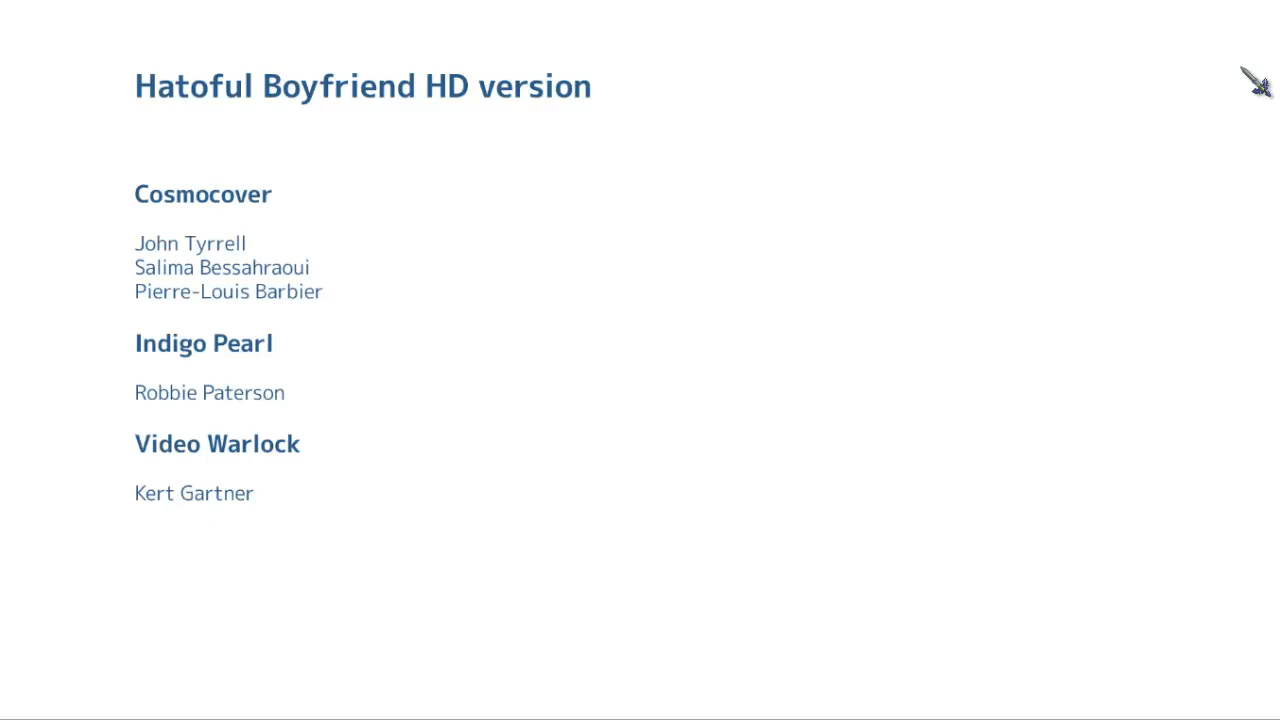 Hatoful Boyfriend HD version
Cosmocover
John Tyrrell
Salima Bessahraoui
Pierre-Louis Barbier
Indigo Pearl
Robbie Paterson
Video Warlock
Kert Gartner